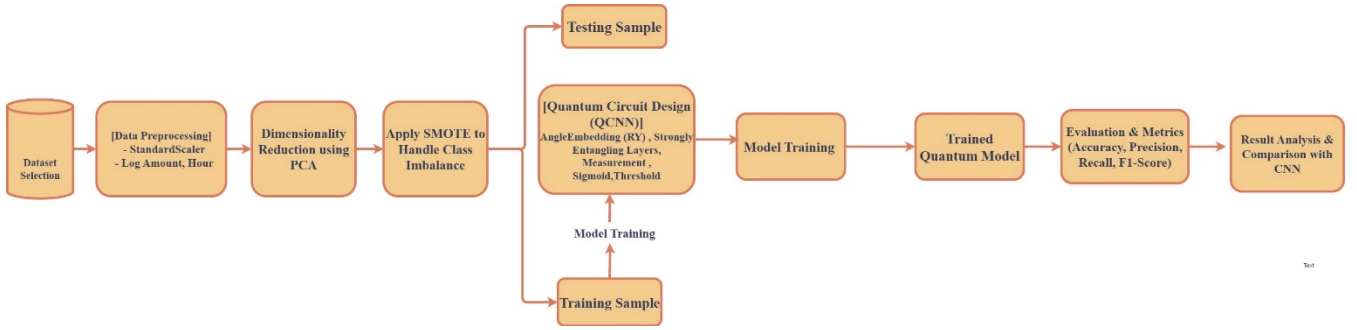 Dataset
Selection
[Data Preprocessing]
- StandardScaler
- Log Amount, Hour
Dimensionality
Reduction using
PCA
Apply SMOTE to
Handle Class
Imbalance
Testing Sample
[Quantum Circuit Design
(QCNN)]
AngleEmbedding (RY) , Strongly
Entangling Layers,
Measurement ,
Sigmoid,Threshold
Model Training
Training Sample
Model Training
Trained
Quantum Model
Evaluation & Metrics
(Accuracy, Precision,
Recall, F1-Score)
Result Analysis &
Comparison with
CNN
Text